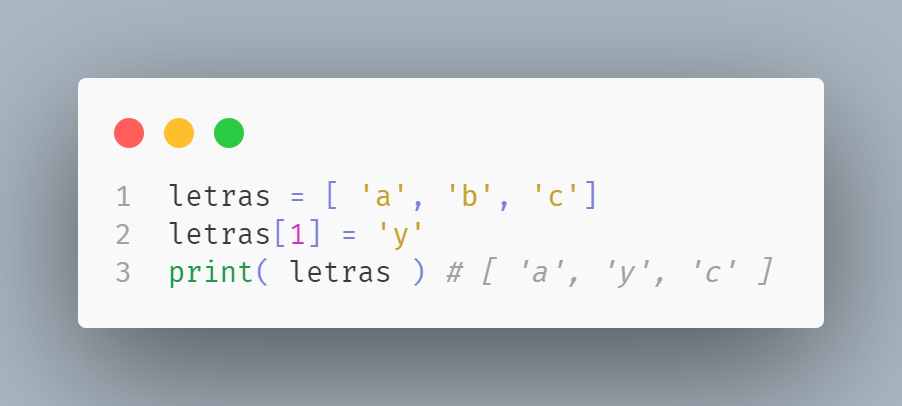 1 letras = [ 'a', 'b', 'c']
2 letras[1] = 'y'
3 print( letras ) # [ 'a', 'y', 'c' ]